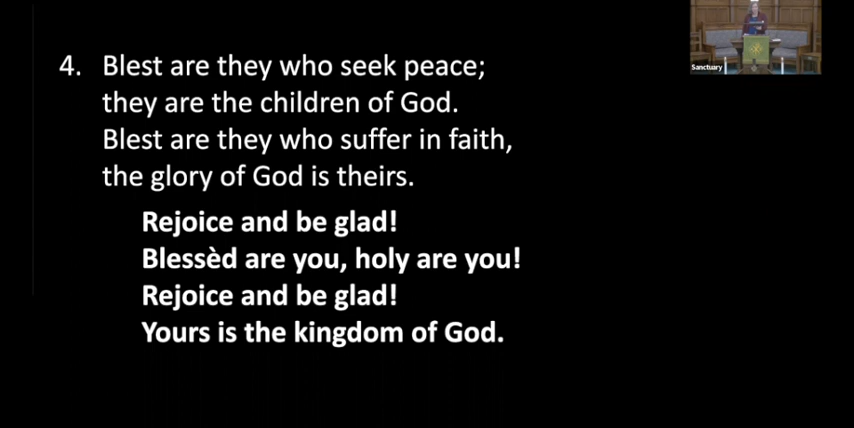 4. Blest are they who seek peace;
they are the children of God.
Blest are they who suffer in faith,
the glory of God is theirs.
Rejoice and be glad!
Blessèd are you, holy are you!
Rejoice and be glad!
Yours is the kingdom of God.
Sanctuary